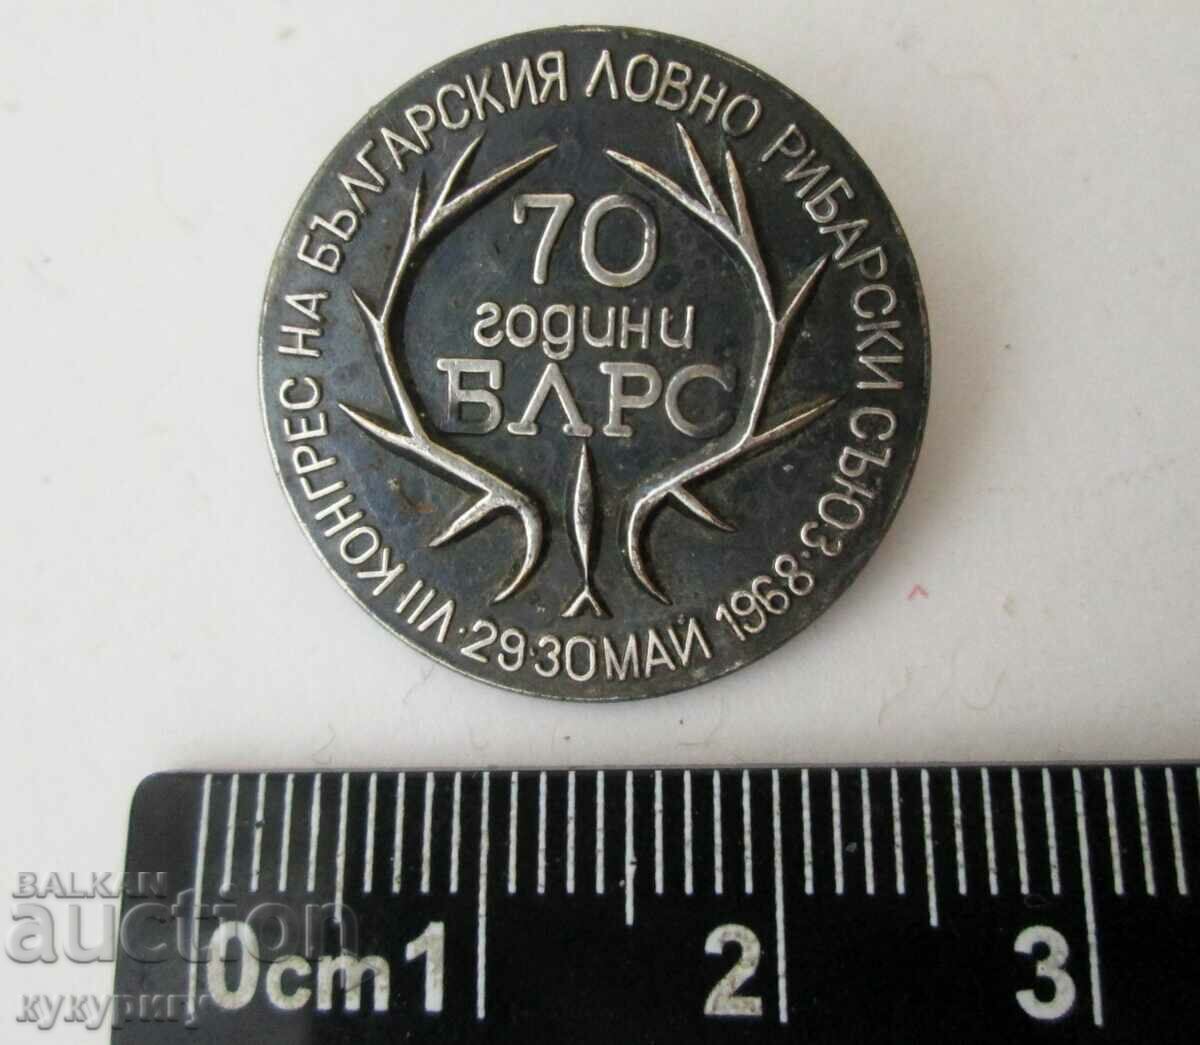 VII КОНГРЕС НА БЪЛГАРСКИЯ ЛОВНО РИБАРСКИ СЪЮЗ · 29·30 МАЙ 1968 ·
70
години
БЛРС
BALKAN
auction
кукуригу
0cm 1 2 3